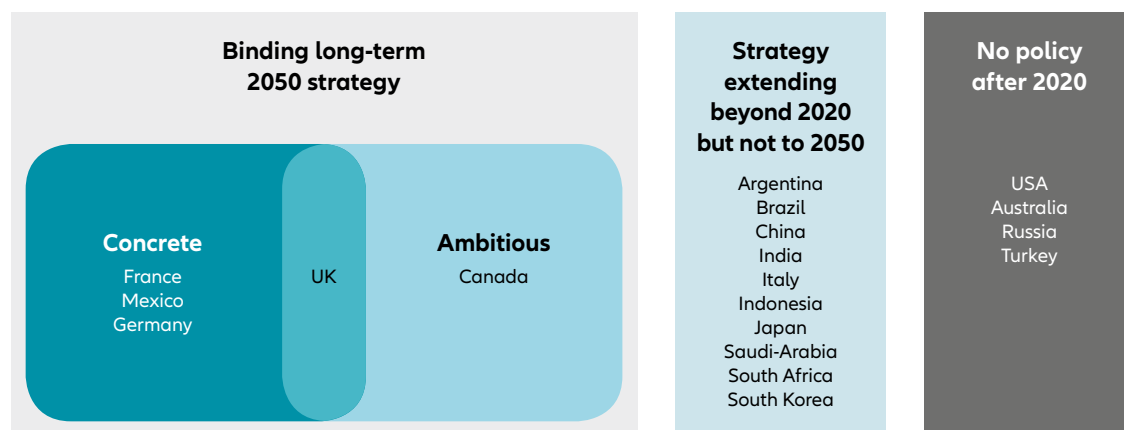 Binding long-term
2050 strategy
Concrete
France
Mexico
Germany
UK
Ambitious
Canada
Strategy
extending
beyond 2020
but not to 2050
Argentina
Brazil
China
India
Italy
Indonesia
Japan
Saudi-Arabia
South Africa
South Korea
No policy
after 2020
USA
Australia
Russia
Turkey